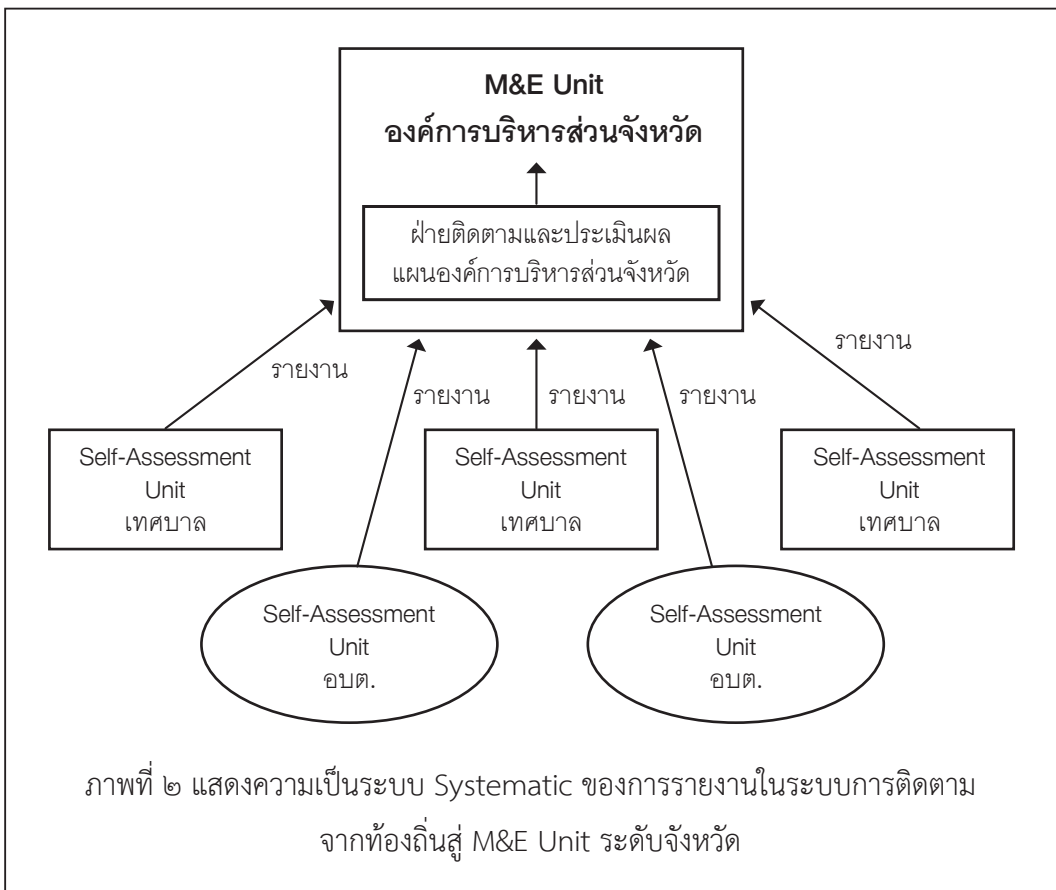 M&E Unit
องค์การบริหารส่วนจังหวัด
ฝ่ายติดตามและประเมินผล
แผนองค์การบริหารส่วนจังหวัด
รายงาน
รายงาน
รายงาน
รายงาน
รายงาน
Self-Assessment
Unit
เทศบาล
Self-Assessment
Unit
เทศบาล
Self-Assessment
Unit
เทศบาล
Self-Assessment
Unit
อบต.
Self-Assessment
Unit
อบต.
ภาพที่ ๒ แสดงความเป็นระบบ Systematic ของการรายงานในระบบการติดตาม
จากท้องถิ่นสู่ M&E Unit ระดับจังหวัด